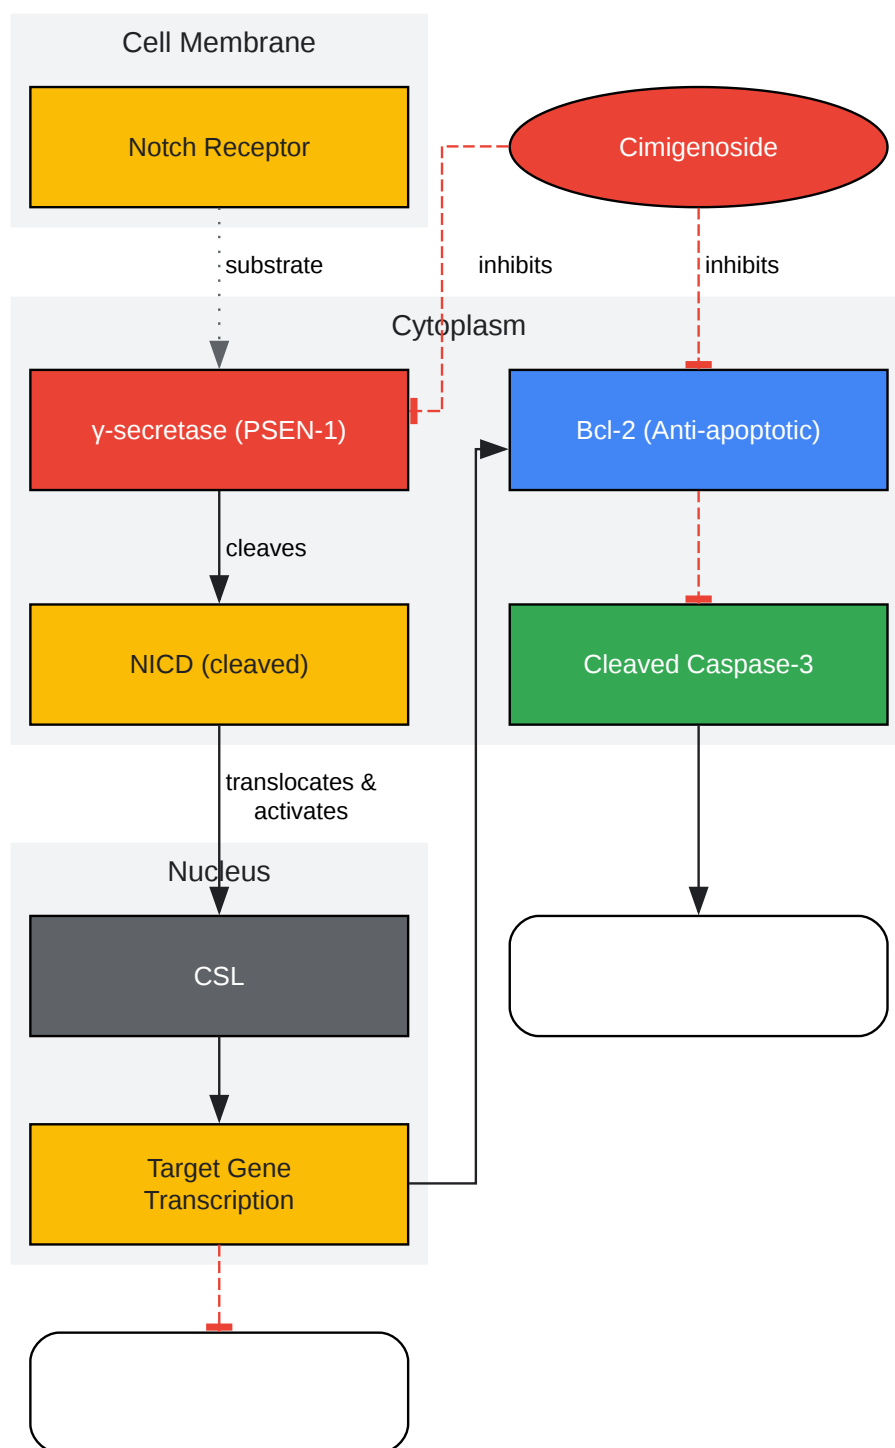 Cell Membrane
Notch Receptor
Cimigenoside
substrate
inhibits
inhibits
Cytoplasm
γ-secretase (PSEN-1)
Bcl-2 (Anti-apoptotic)
cleaves
NICD (cleaved)
Cleaved Caspase-3
translocates &
activates
Nucleus
CSL
Target Gene
Transcription